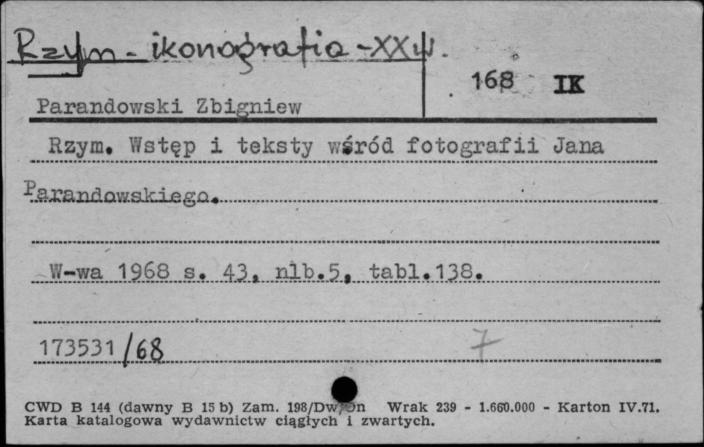 Rzym - ikonografia - XX w.
168 IK
Parandowski Zbigniew
Rzym. Wstęp i teksty wśród fotografii Jana
Parandowskiego.
W-wa 1968 s. 43, nlb.5, tabl.138.
173531/68
7
CWD B 144 (dawny B 15 b) Zam. 198/Dw/Dn Wrak 239 - 1.660.000 - Karton IV.71.
Karta katalogowa wydawnictw ciągłych i zwartych.